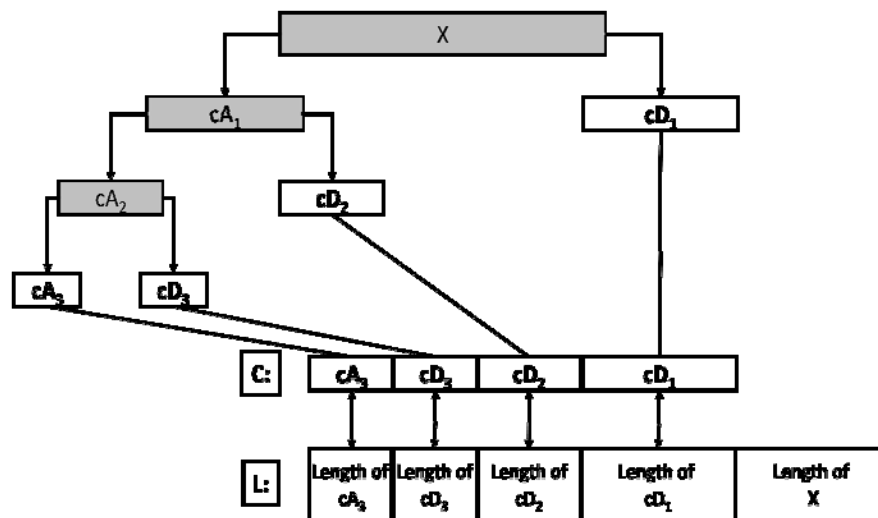 X
cA₁
cD₁
cA₂
cD₂
cA₃
cD₃
C:
cA₃
cD₃
cD₂
cD₁
L:
Length of
cA₃
Length of
cD₃
Length of
cD₂
Length of
cD₁
Length of
X